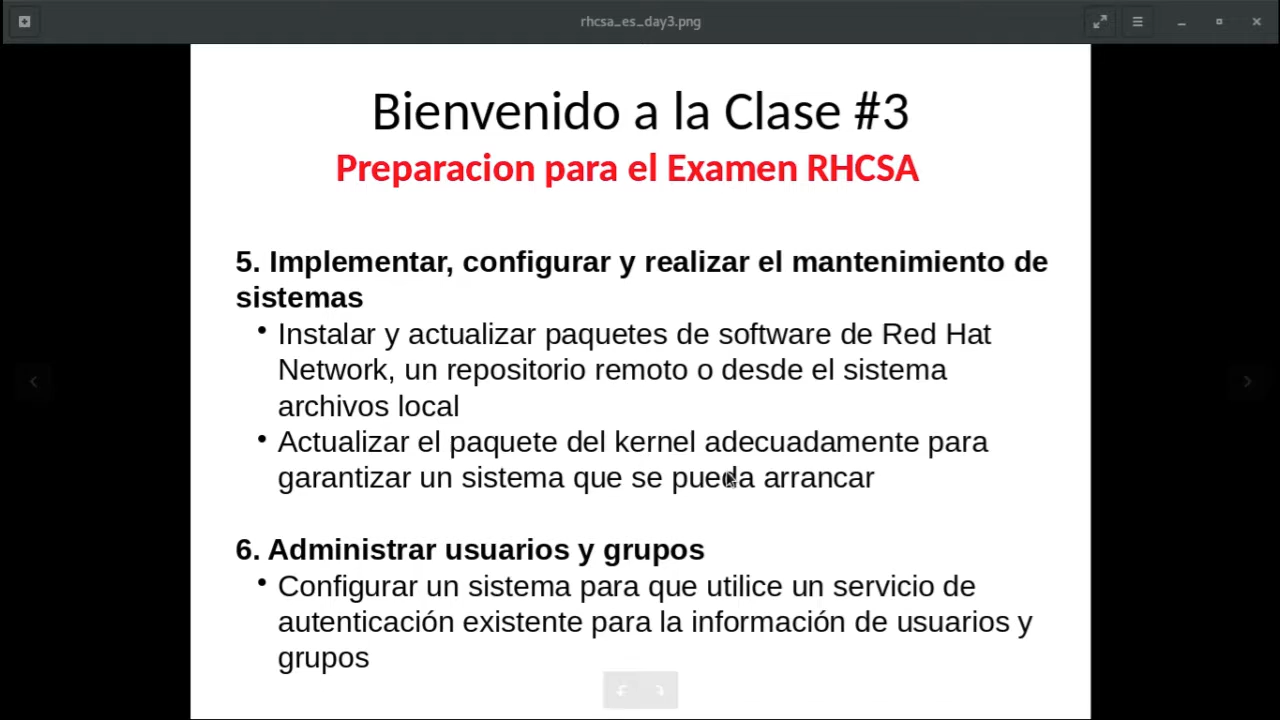 rhcsa_es_day3.png
Bienvenido a la Clase #3
Preparacion para el Examen RHCSA
5. Implementar, configurar y realizar el mantenimiento de
sistemas
• Instalar y actualizar paquetes de software de Red Hat
Network, un repositorio remoto o desde el sistema
archivos local
• Actualizar el paquete del kernel adecuadamente para
garantizar un sistema que se pueda arrancar
6. Administrar usuarios y grupos
• Configurar un sistema para que utilice un servicio de
autenticación existente para la información de usuarios y
grupos